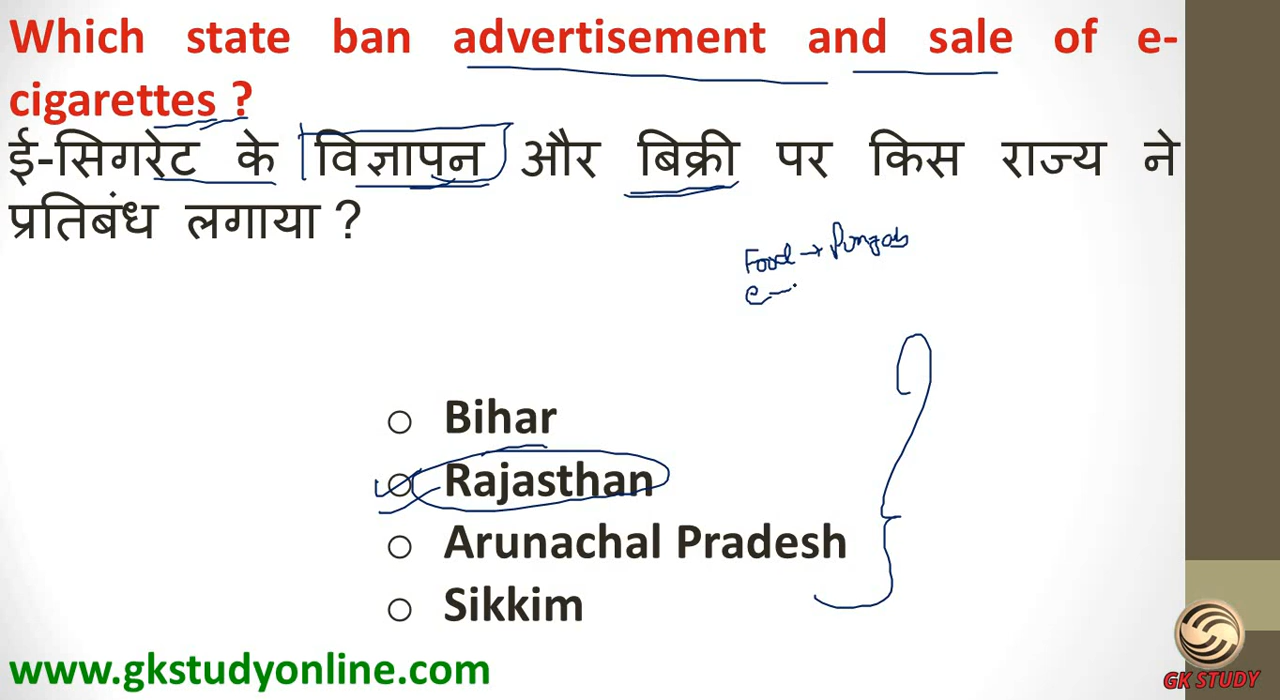 Which state ban advertisement and sale of e-
cigarettes ?
ई-सिगरेट के विज्ञापन और बिक्री पर किस राज्य ने
प्रतिबंध लगाया ?
Food → Punjab
e-
Bihar
Rajasthan
Arunachal Pradesh
Sikkim
www.gkstudyonline.com
GK STUDY